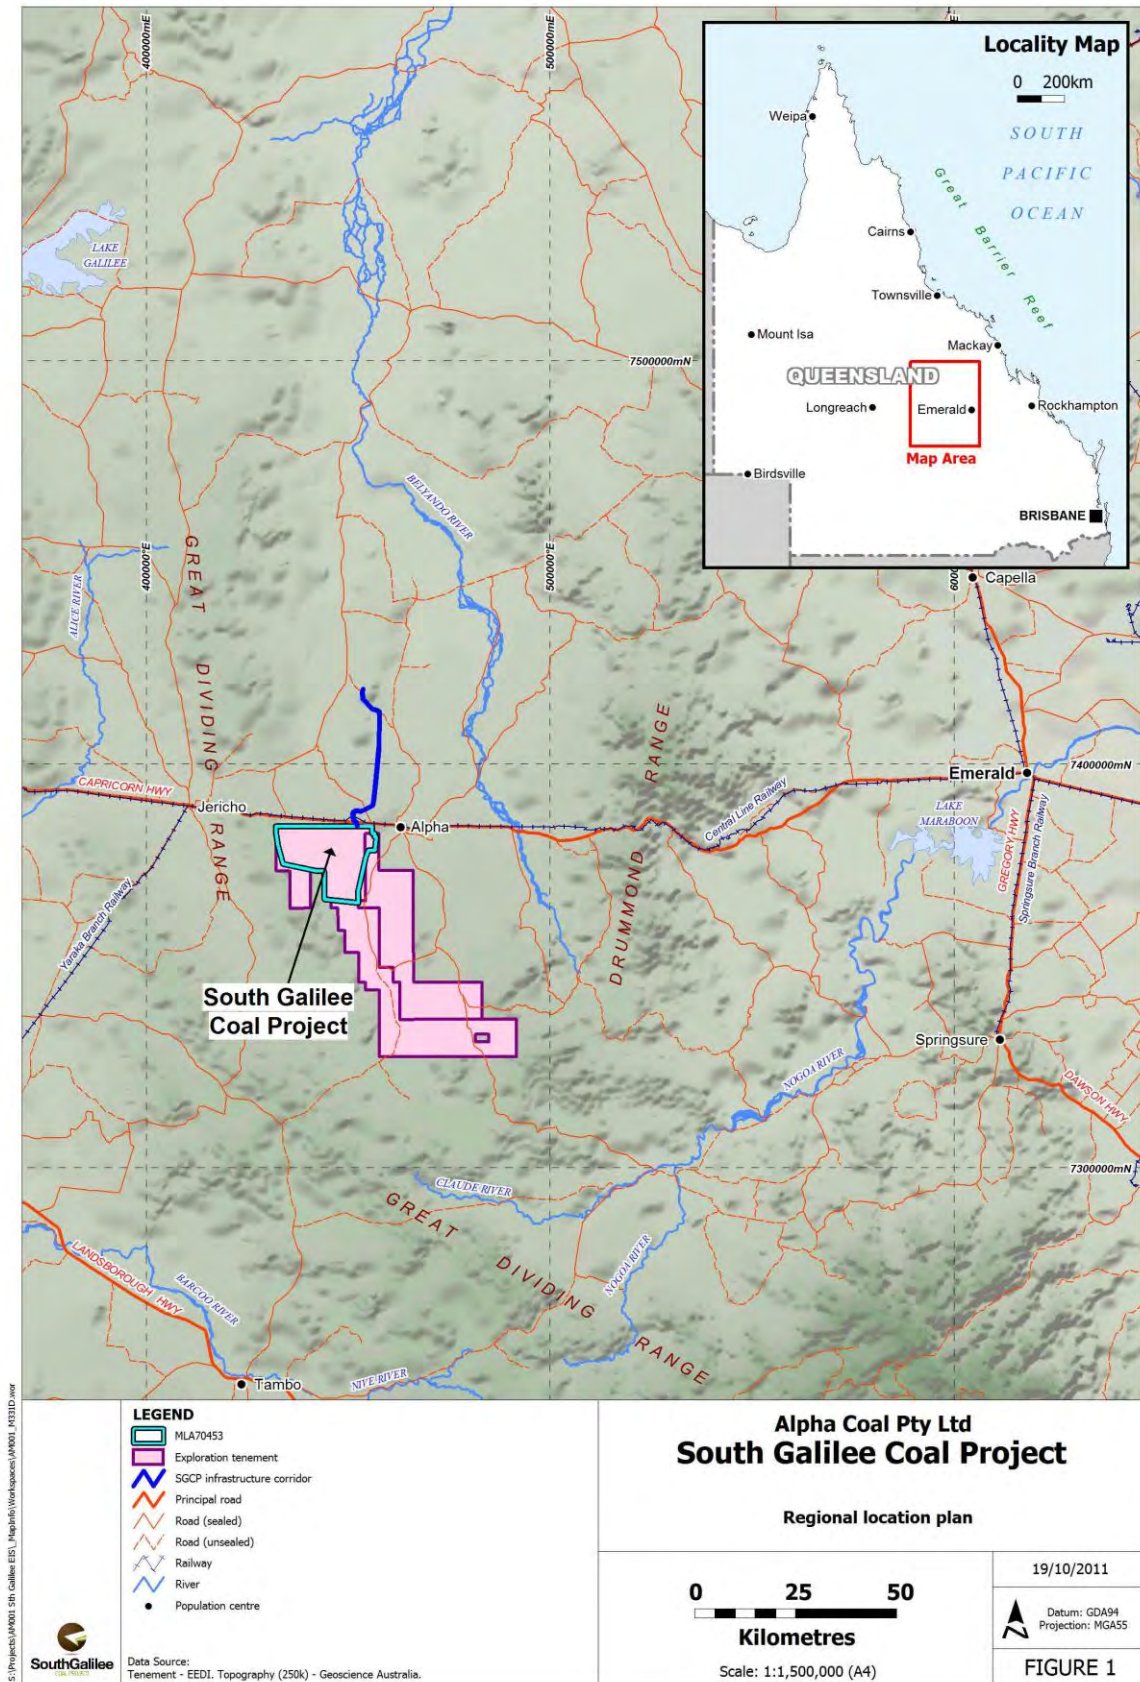 400000mE
500000mE
Locality Map
0 200km
SOUTH
PACIFIC
OCEAN
Weipa
Great Barrier Reef
Cairns
Townsville
Mount Isa
Mackay
QUEENSLAND
Longreach
Emerald
Rockhampton
Map Area
Birdsville
BRISBANE
LAKE
GALILEE
7500000mN
BELYANDO RIVER
ALICE RIVER
400000°E
500000mE
6000
Capella
GREAT DIVIDING RANGE
DRUMMOND RANGE
7400000mN
Emerald
CAPRICORN HWY
Jericho
Alpha
Central Line Railway
LAKE
MARABOON
GREGORY HWY
Springsure Branch Railway
Yaraka Branch Railway
South Galilee
Coal Project
Springsure
NOGOA RIVER
DAWSON HWY
7300000mN
CLAUDE RIVER
GREAT DIVIDING RANGE
NOGOA RIVER
LANDSBOROUGH HWY
BARCOO RIVER
Tambo
NIVE RIVER
LEGEND
MLA70453
Exploration tenement
SGCP infrastructure corridor
Principal road
Road (sealed)
Road (unsealed)
Railway
River
Population centre
SouthGalilee
COAL PROJECT
Data Source:
Tenement - EEDI. Topography (250k) - Geoscience Australia.
Alpha Coal Pty Ltd
South Galilee Coal Project
Regional location plan
0 25 50
Kilometres
Scale: 1:1,500,000 (A4)
19/10/2011
Datum: GDA94
Projection: MGA55
FIGURE 1